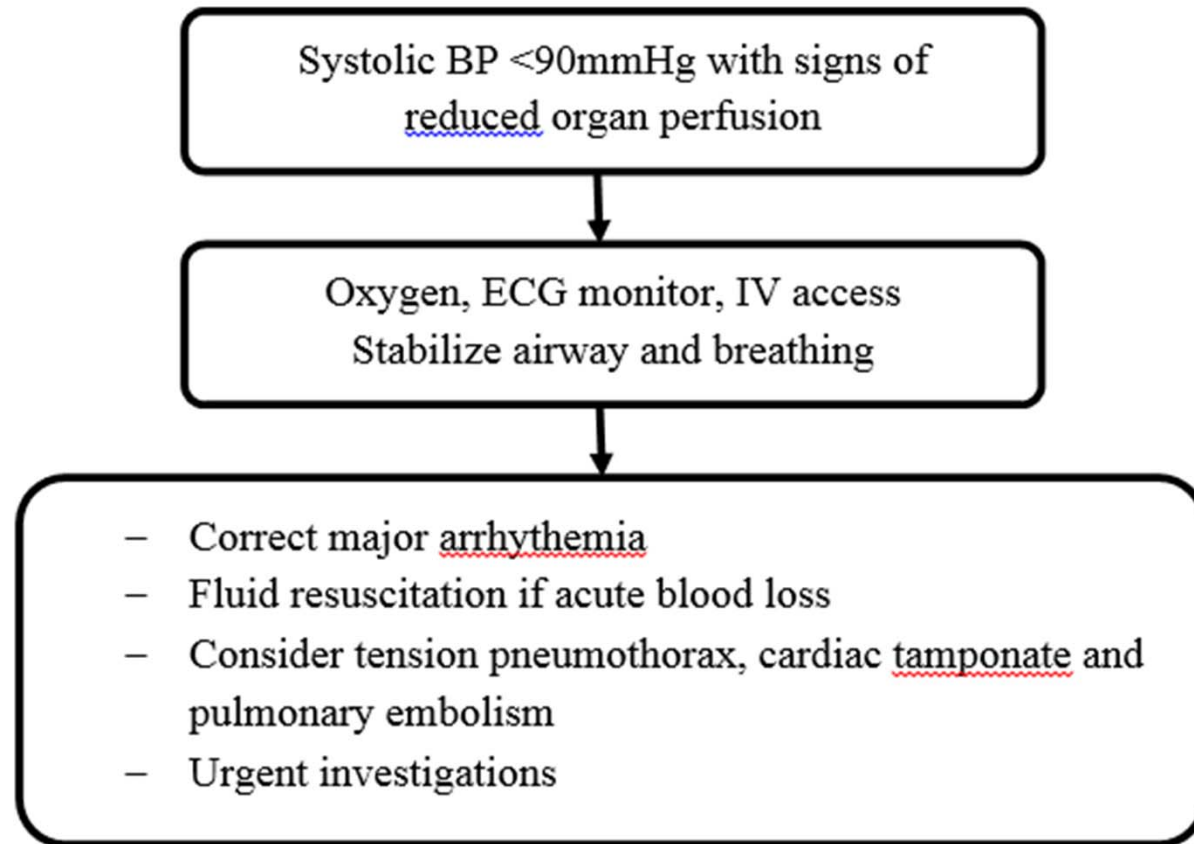 Systolic BP <90mmHg with signs of
reduced organ perfusion
Oxygen, ECG monitor, IV access
Stabilize airway and breathing
– Correct major arrhythemia
– Fluid resuscitation if acute blood loss
– Consider tension pneumothorax, cardiac tamponate and
pulmonary embolism
– Urgent investigations